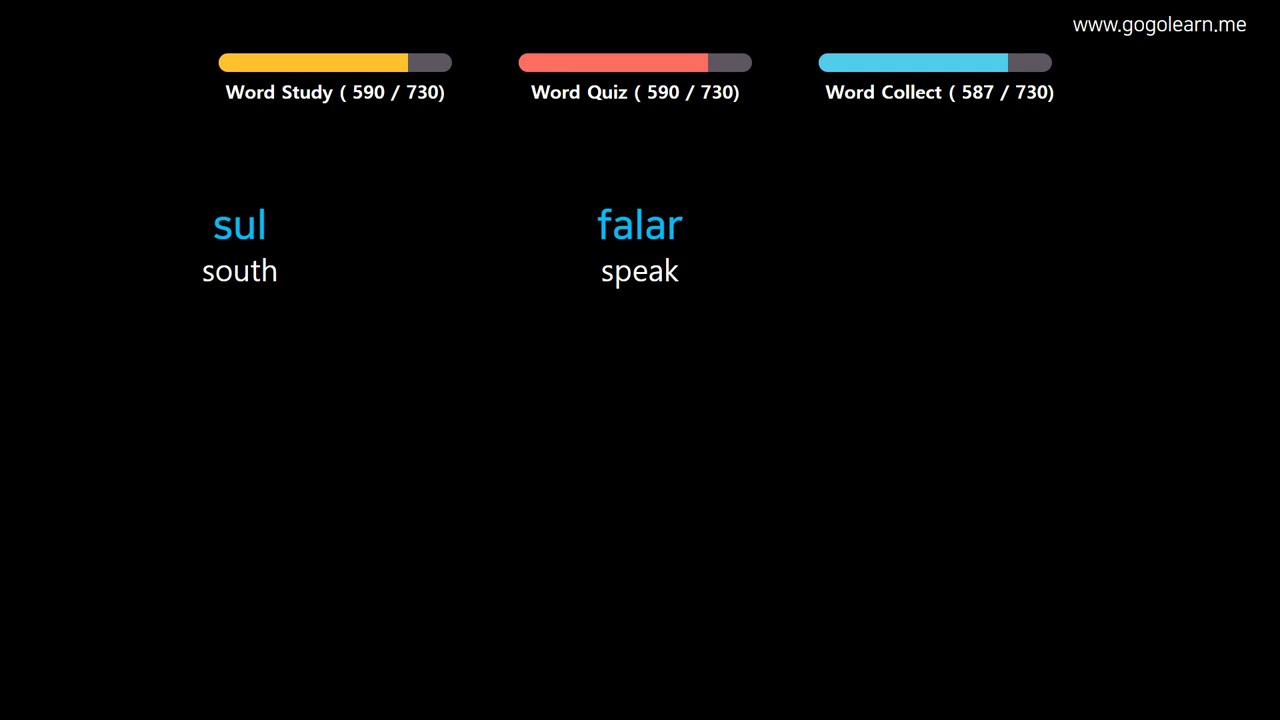 www.gogolearn.me
Word Study ( 590 / 730)
Word Quiz ( 590 / 730)
Word Collect ( 587 / 730)
sul
south
falar
speak